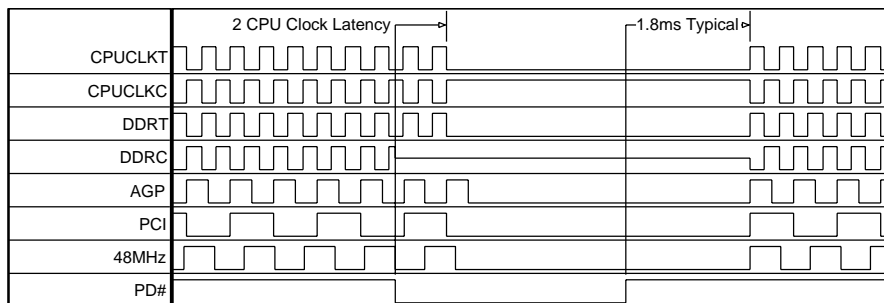 2 CPU Clock Latency
1.8ms Typical
CPUCLKT
CPUCLKC
DDRT
DDRC
AGP
PCI
48MHz
PD#